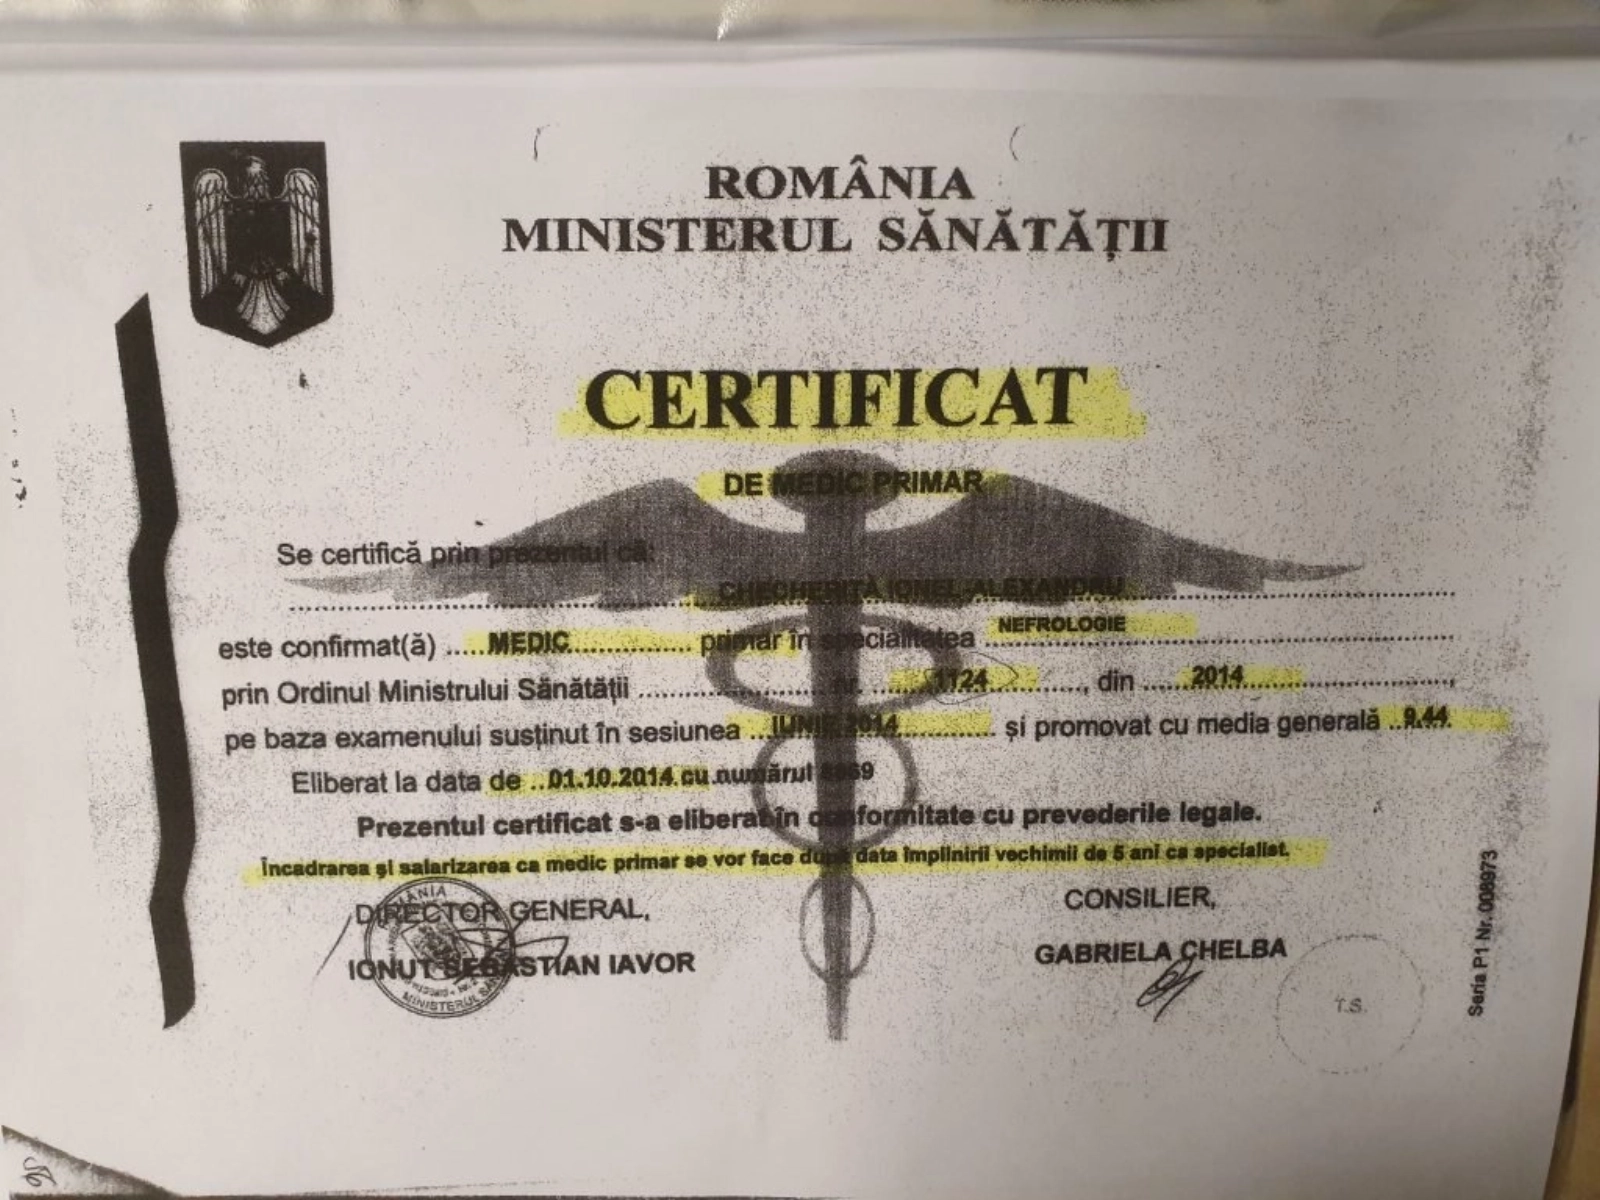 ROMÂNIA
MINISTERUL SĂNĂTĂȚII
CERTIFICAT
DE MEDIC PRIMAR
Se certifică prin prezentul că:
CHECHERIȚĂ IONEL-ALEXANDRU
este confirmat(ă) .....MEDIC.................... primar în specialitatea NEFROLOGIE
prin Ordinul Ministrului Sănătății ........................ nr. ........1124.............., din .......2014
pe baza examenului susținut în sesiunea ...IUNIE 2014............... și promovat cu media generală ..9.44.
Eliberat la data de ..01.10.2014.cu numărul
Prezentul certificat s-a eliberat în conformitate cu prevederile legale.
Încadrarea și salarizarea ca medic primar se vor face după data împlinirii vechimii de 5 ani ca specialist.
DIRECTOR GENERAL,
IONUT SEBASTIAN IAVOR
CONSILIER,
GABRIELA CHELBA
T.S.
Seria P1 Nr. 008973